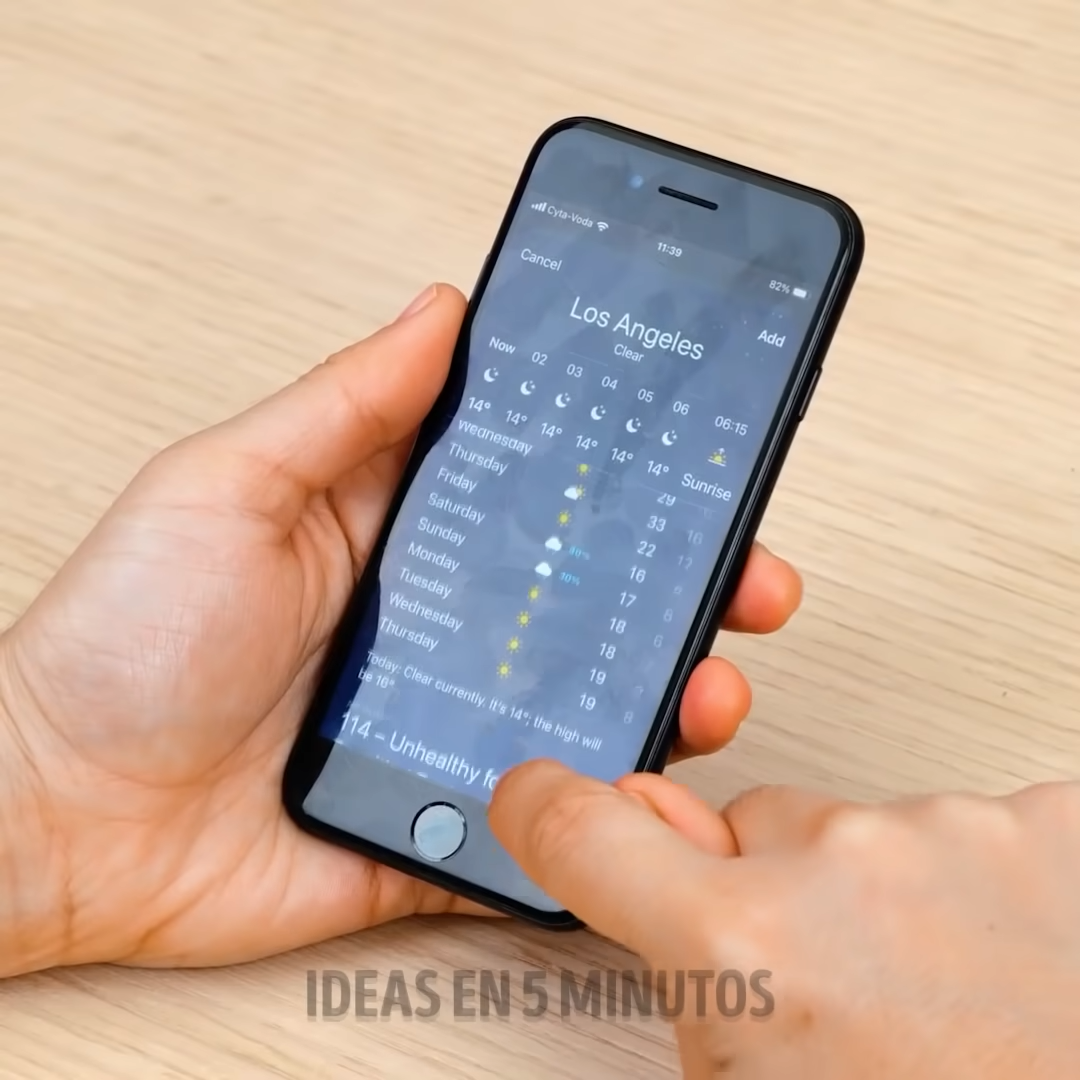 Cyta-Voda
11:39
82%
Cancel
Add
Los Angeles
Clear
Now 02 03 04 05 06 06:15
14° 14° 14° 14° 14° 14° Sunrise
Wednesday 29
Thursday 33 16
Friday 22
Saturday 16
Sunday 10% 17
Monday 18
Tuesday 18
Wednesday 19
Thursday 19 8
Today: Clear currently. It's 14°; the high will
be 16°
114 – Unhealthy fo
IDEAS EN 5 MINUTOS